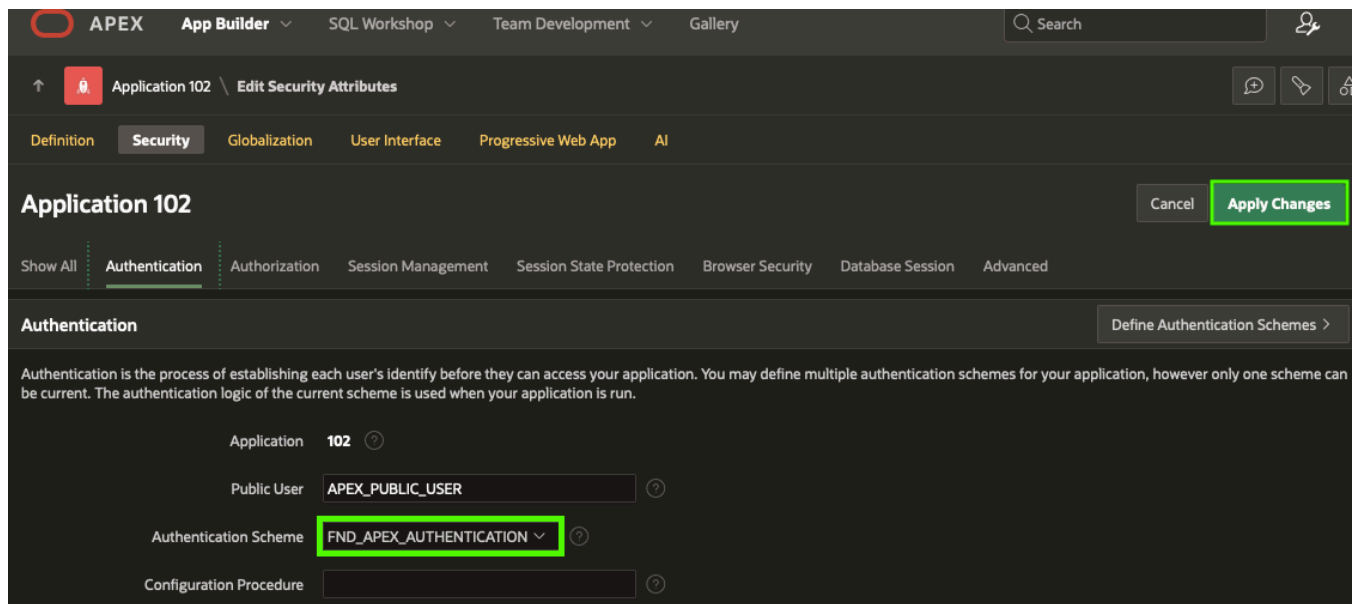 APEX App Builder SQL Workshop Team Development Gallery Search
Application 102 \ Edit Security Attributes
Definition Security Globalization User Interface Progressive Web App AI
Application 102 Cancel Apply Changes
Show All Authentication Authorization Session Management Session State Protection Browser Security Database Session Advanced
Authentication Define Authentication Schemes >
Authentication is the process of establishing each user's identify before they can access your application. You may define multiple authentication schemes for your application, however only one scheme can
be current. The authentication logic of the current scheme is used when your application is run.
Application 102 ?
Public User APEX_PUBLIC_USER ?
Authentication Scheme FND_APEX_AUTHENTICATION ?
Configuration Procedure ?